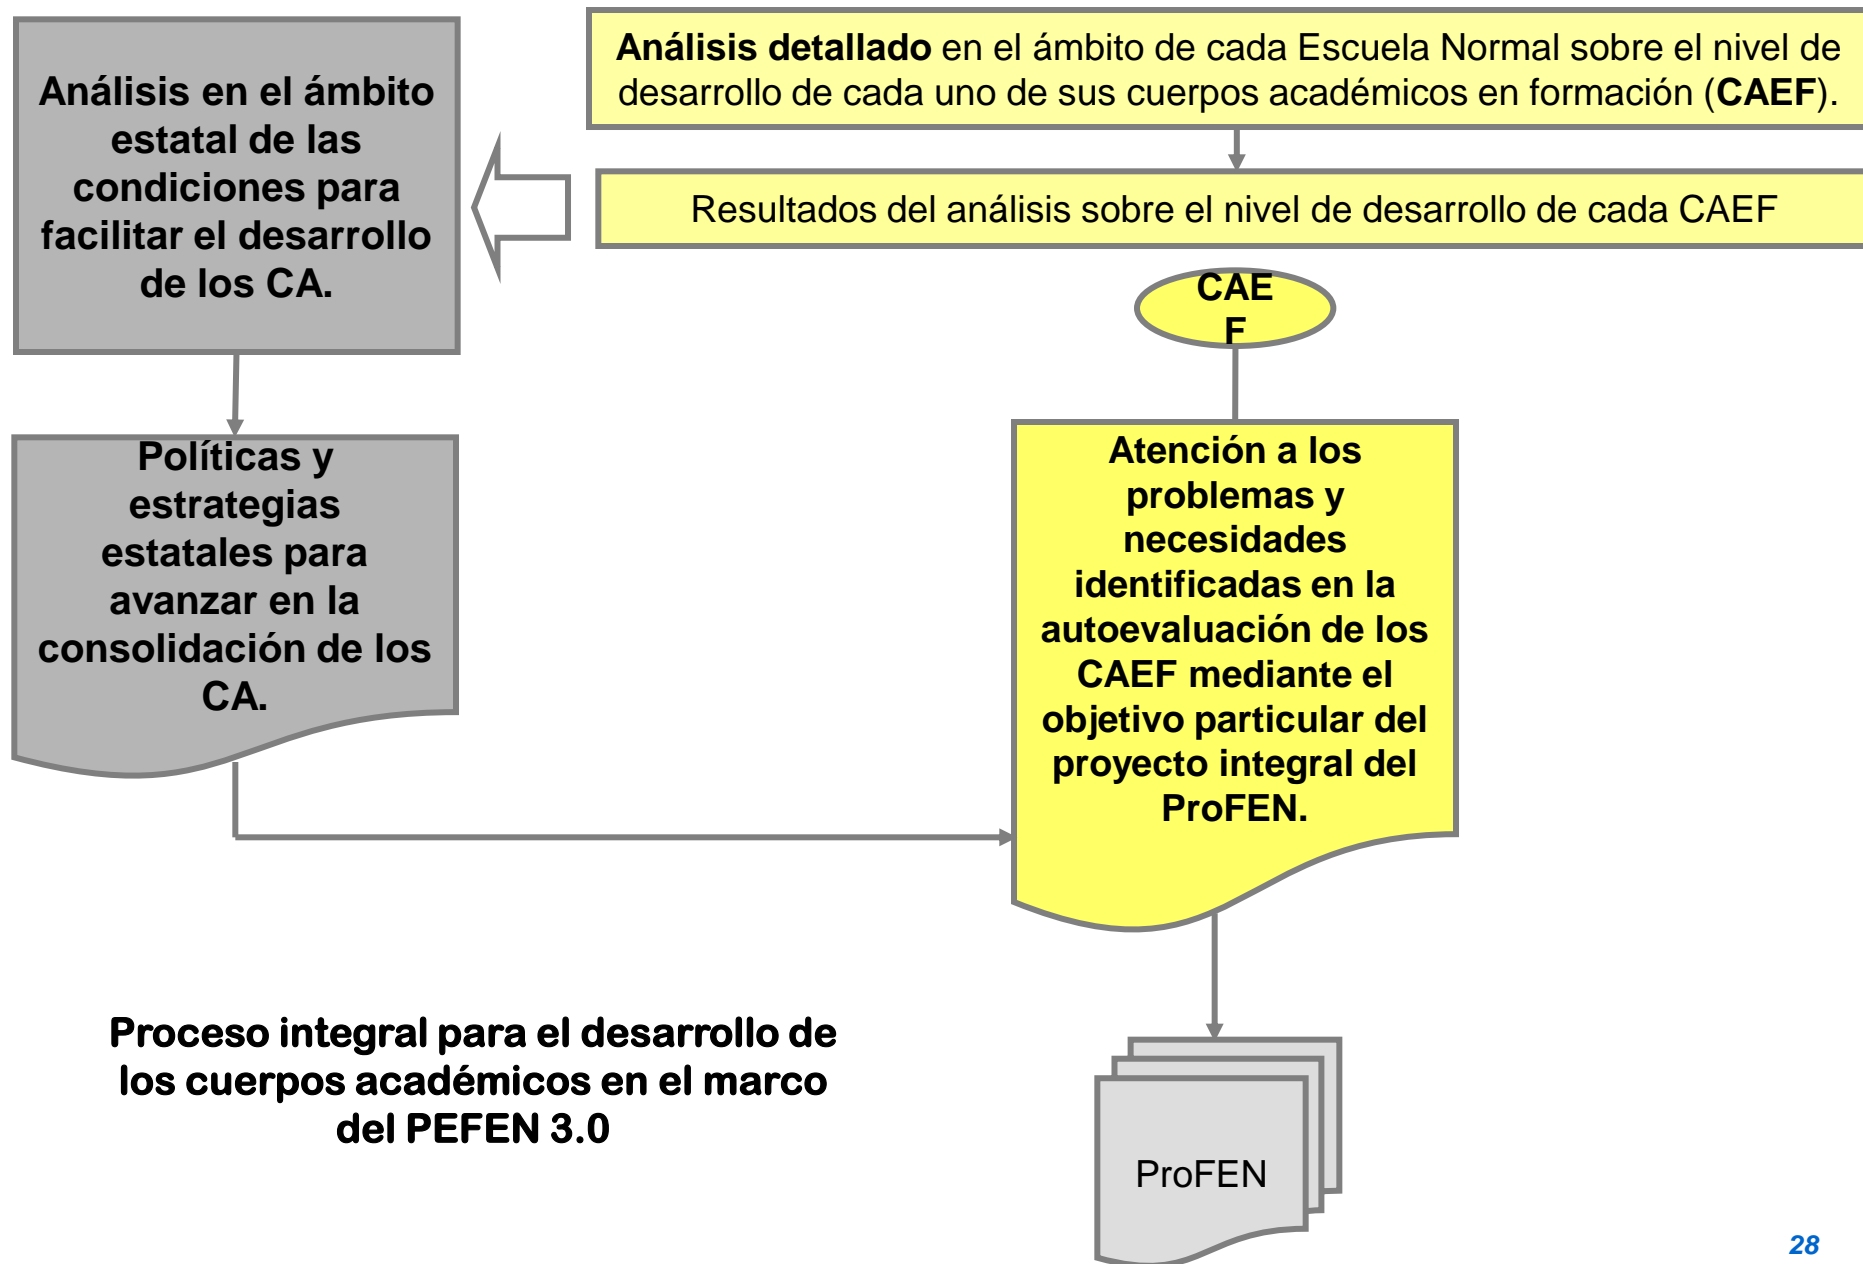 Análisis detallado en el ámbito de cada Escuela Normal sobre el nivel de
desarrollo de cada uno de sus cuerpos académicos en formación (CAEF).
Análisis en el ámbito
estatal de las
condiciones para
facilitar el desarrollo
de los CA.
Resultados del análisis sobre el nivel de desarrollo de cada CAEF
CAE
F
Políticas y
estrategias
estatales para
avanzar en la
consolidación de los
CA.
Atención a los
problemas y
necesidades
identificadas en la
autoevaluación de los
CAEF mediante el
objetivo particular del
proyecto integral del
ProFEN.
Proceso integral para el desarrollo de
los cuerpos académicos en el marco
del PEFEN 3.0
ProFEN
28